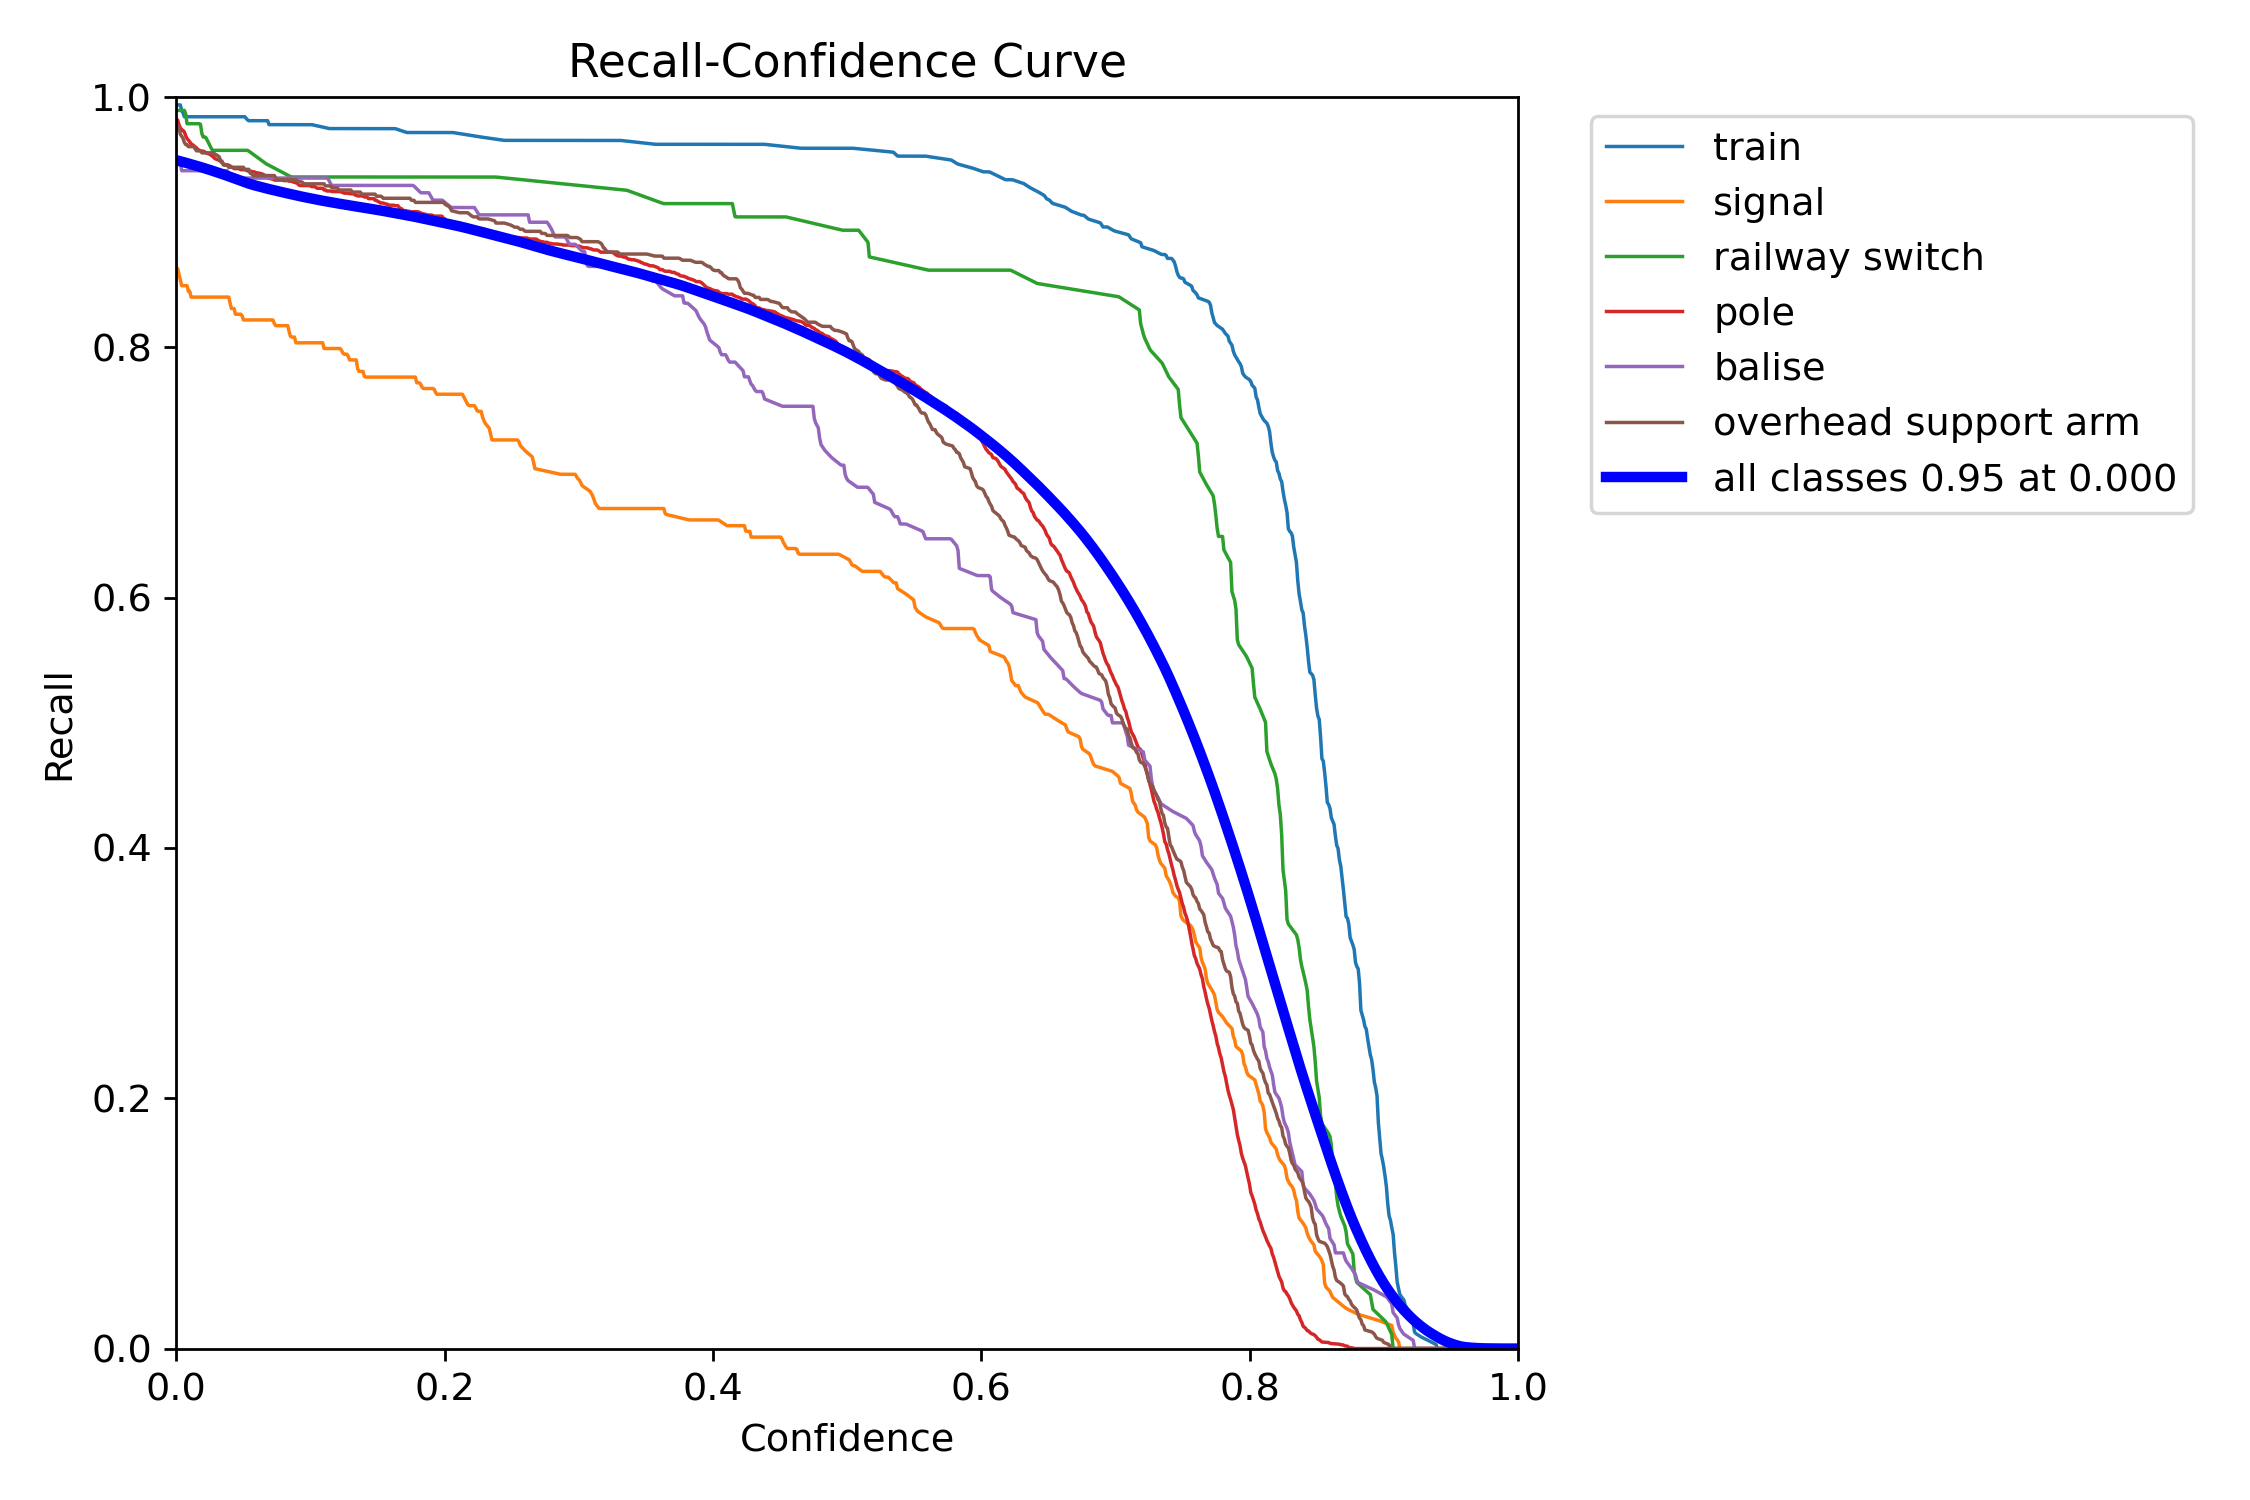 Recall-Confidence Curve
1.0
0.8
0.6
0.4
0.2
0.0
Recall
0.0
0.2
0.4
0.6
0.8
1.0
Confidence
train
signal
railway switch
pole
balise
overhead support arm
all classes 0.95 at 0.000